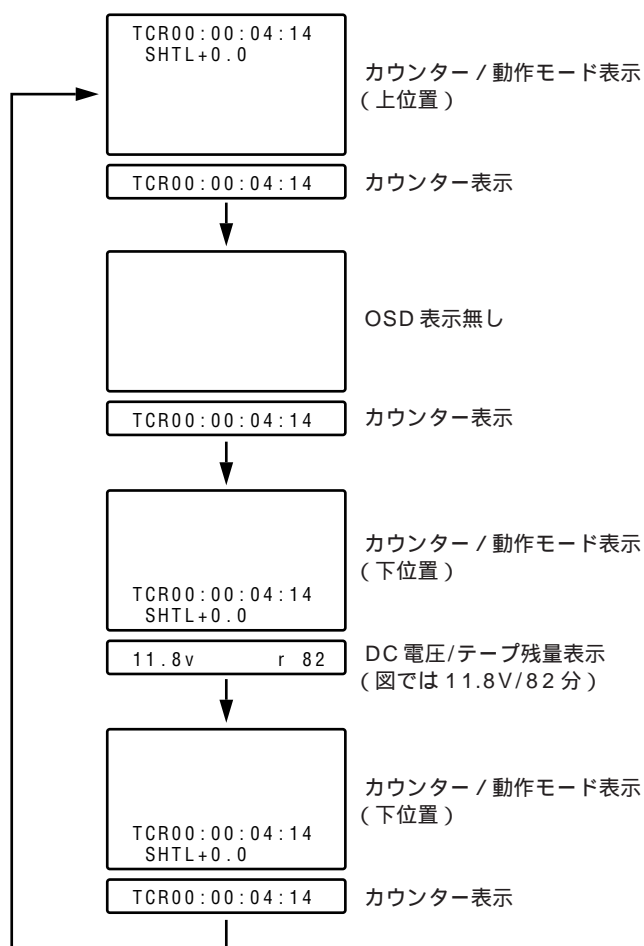 TCR00:00:04:14
SHTL+0.0
カウンター / 動作モード表示
( 上位置 )
TCR00:00:04:14
カウンター表示
OSD 表示無し
TCR00:00:04:14
カウンター表示
カウンター / 動作モード表示
( 下位置 )
TCR00:00:04:14
SHTL+0.0
11.8v r 82
DC 電圧/テープ残量表示
( 図では 11.8V/82 分 )
カウンター / 動作モード表示
( 下位置 )
TCR00:00:04:14
SHTL+0.0
TCR00:00:04:14
カウンター表示